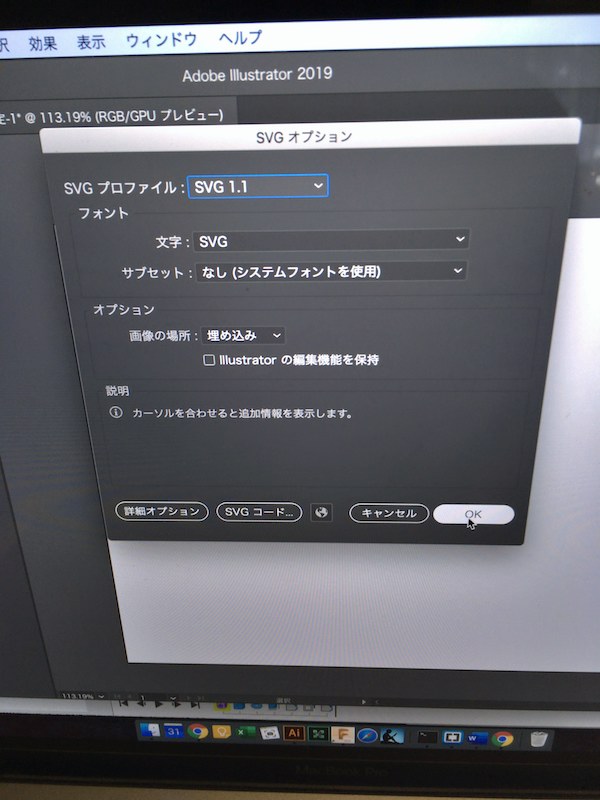 効果 表示 ウィンドウ ヘルプ
Adobe Illustrator 2019
-1* @ 113.19% (RGB/GPU プレビュー)
SVG オプション
SVG プロファイル : SVG 1.1
フォント
文字 : SVG
サブセット : なし (システムフォントを使用)
オプション
画像の場所 : 埋め込み
Illustrator の編集機能を保持
説明
カーソルを合わせると追加情報を表示します。
詳細オプション SVG コード... キャンセル OK
113.19% 1 選択
31 Ai F W